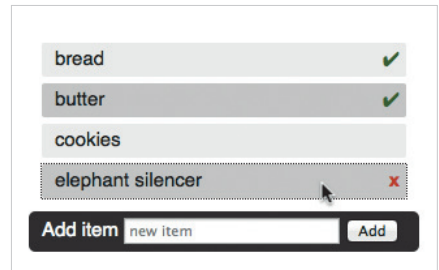 bread ✔
butter ✔
cookies
elephant silencer x
Add item new item Add